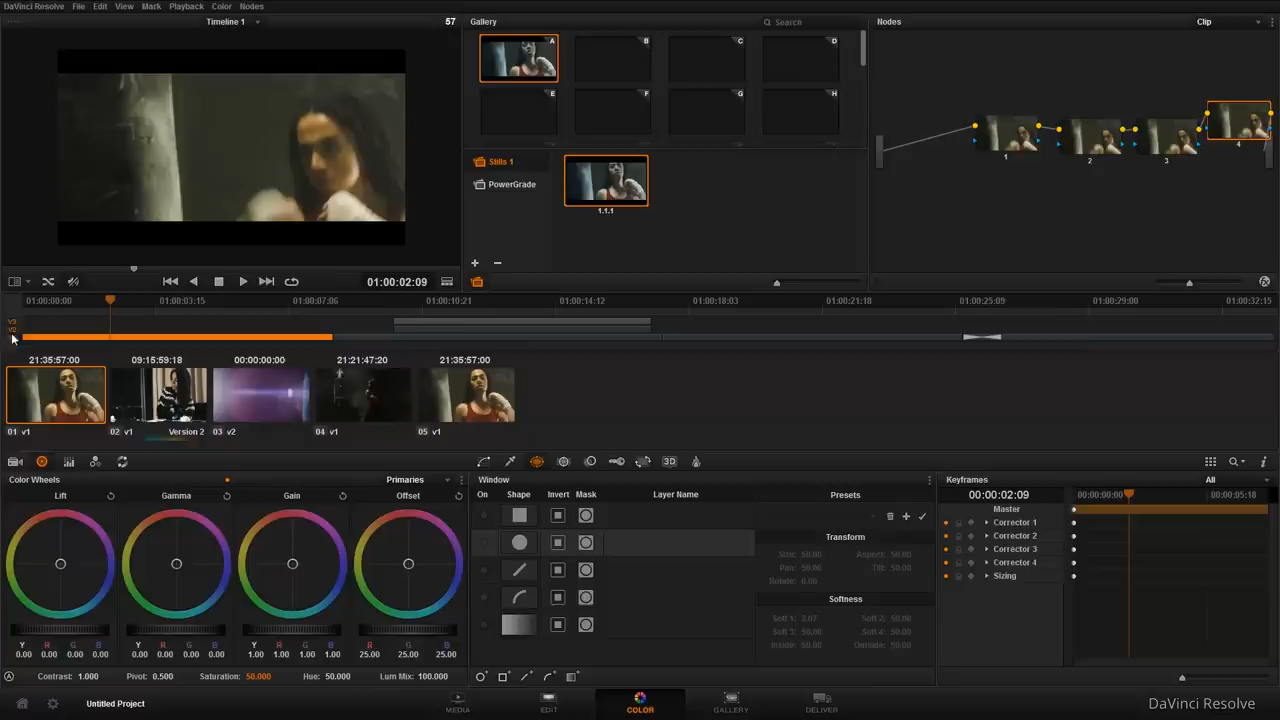 DaVinci Resolve File Edit View Mark Playback Color Nodes
Timeline 1 57 Gallery Search Nodes Clip
A B C D
E F G H
Stills 1
PowerGrade
1.1.1
1 2 3 4
01:00:02:09
01:00:00:00 01:00:03:15 01:00:07:06 01:00:10:21 01:00:14:12 01:00:18:03 01:00:21:18 01:00:25:09 01:00:29:00 01:00:32:15
V3
V2
21:35:57:00 09:15:59:18 00:00:00:00 21:21:47:20 21:35:57:00
01 v1 02 v1 Version 2 03 v2 04 v1 05 v1
3D
Color Wheels Primaries Window Keyframes All
Lift Gamma Gain Offset
On Shape Invert Mask Layer Name Presets
00:00:02:09 00:00:00:00 00:00:05:18
Master
Corrector 1
Corrector 2
Corrector 3
Corrector 4
Sizing
Transform
Size: 50.00 Aspect: 50.00
Pan: 50.00 Tilt: 50.00
Rotate: 0.00
Softness
Soft 1: 2.07 Soft 2: 50.00
Soft 3: 50.00 Soft 4: 50.00
Inside: 50.00 Outside: 50.00
Y R G B Y R G B Y R G B R G B
0.00 0.00 0.00 0.00 0.00 0.00 0.00 0.00 1.00 1.00 1.00 1.00 25.00 25.00 25.00
A Contrast: 1.000 Pivot: 0.500 Saturation: 50.000 Hue: 50.000 Lum Mix: 100.000
Untitled Project MEDIA EDIT COLOR GALLERY DELIVER DaVinci Resolve